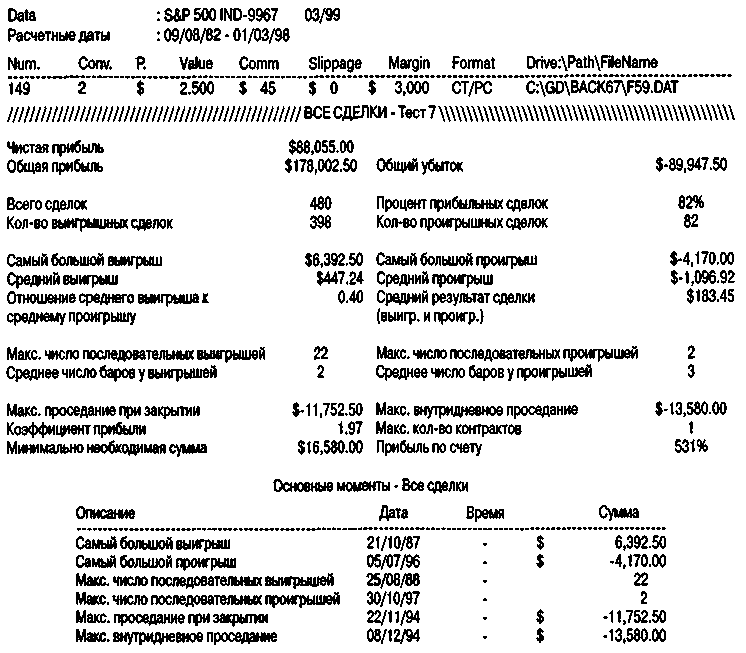 Data : S&P 500 IND-9967 03/99
Расчетные даты : 09/08/82 - 01/03/98
Num. Conv. P. Value Comm Slippage Margin Format Drive:\Path\FileName
149 2 $ 2.500 $ 45 $ 0 $ 3,000 CT/PC C:\GD\BACK67\F59.DAT
//////////////////////////////////////// ВСЕ СДЕЛКИ - Тест 7 \\\\\\\\\\\\\\\\\\\\\\\\\\\\\\\\\\\\\\\\
Чистая прибыль $88,055.00
Общая прибыль $178,002.50 Общий убыток $-89,947.50
Всего сделок 480 Процент прибыльных сделок 82%
Кол-во выигрышных сделок 398 Кол-во проигрышных сделок 82
Самый большой выигрыш $6,392.50 Самый большой проигрыш $-4,170.00
Средний выигрыш $447.24 Средний проигрыш $-1,096.92
Отношение среднего выигрыша к 0.40 Средний результат сделки $183.45
среднему проигрышу (выигр. и проигр.)
Макс. число последовательных выигрышей 22 Макс. число последовательных проигрышей 2
Среднее число баров у выигрышей 2 Среднее число баров у проигрышей 3
Макс. проседание при закрытии $-11,752.50 Макс. внутридневное проседание $-13,580.00
Коэффициент прибыли 1.97 Макс. кол-во контрактов 1
Минимально необходимая сумма $16,580.00 Прибыль по счету 531%
Основные моменты - Все сделки
Описание Дата Время Сумма
Самый большой выигрыш 21/10/87 - $ 6,392.50
Самый большой проигрыш 05/07/96 - $ -4,170.00
Макс. число последовательных выигрышей 25/08/88 - 22
Макс. число последовательных проигрышей 30/10/97 - 2
Макс. проседание при закрытии 22/11/94 - $ -11,752.50
Макс. внутридневное проседание 08/12/94 - $ -13,580.00